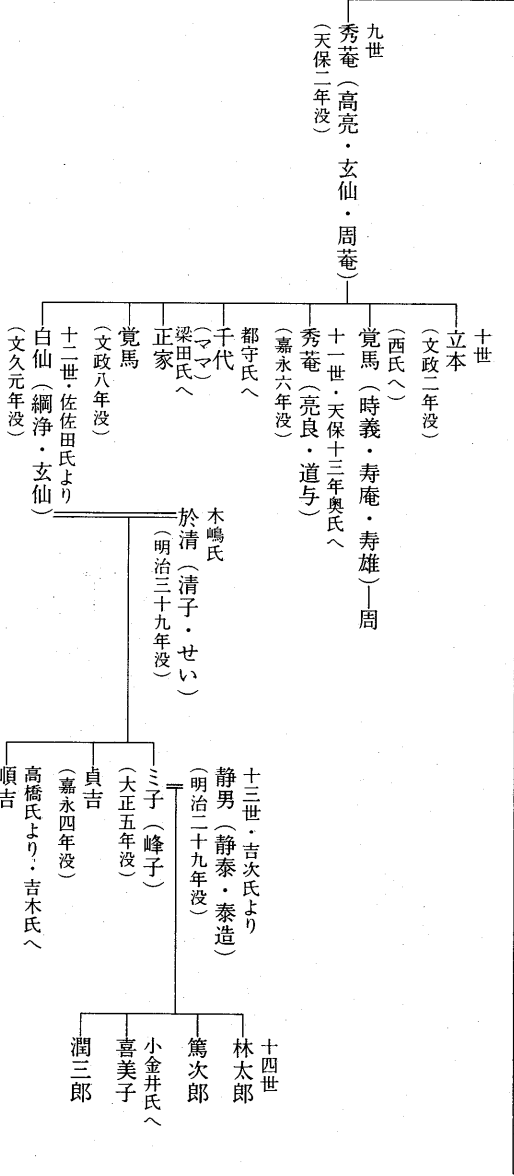 九世
秀菴（高亮・玄仙・周菴）
（天保二年没）
十世
立本
（文政二年没）
（西氏へ）
覚馬（時義・寿庵・寿雄）―周
十一世・天保十三年奥氏へ
秀菴（亮良・道与）
（嘉永六年没）
都守氏へ
千代
（ママ）
梁田氏へ
正家
覚馬
（文政八年没）
十二世・佐佐田氏より
白仙（綱浄・玄仙）
（文久元年没）
木嶋氏
於清（清子・せい）
（明治三十九年没）
十三世・吉次氏より
静男（静泰・泰造）
（明治二十九年没）
ミ子（峰子）
（大正五年没）
貞吉
（嘉永四年没）
高橋氏より・吉木氏へ
順吉
十四世
林太郎
篤次郎
小金井氏へ
喜美子
潤三郎